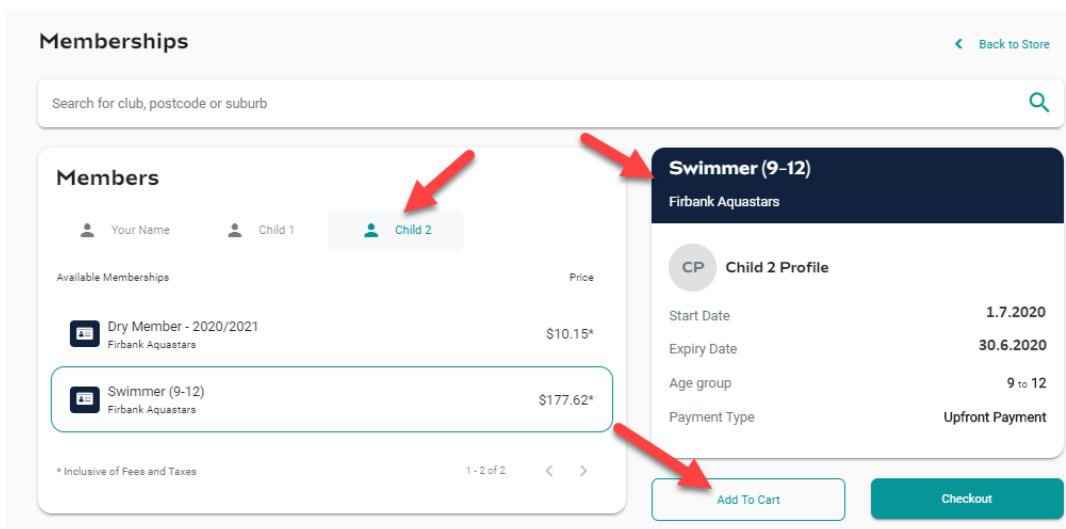 Memberships
Back to Store
Search for club, postcode or suburb
Members
Your Name
Child 1
Child 2
Available Memberships
Price
Dry Member - 2020/2021
Firbank Aquastars
$10.15*
Swimmer (9-12)
Firbank Aquastars
$177.62*
* Inclusive of Fees and Taxes
1 - 2 of 2
Swimmer (9-12)
Firbank Aquastars
CP
Child 2 Profile
Start Date
1.7.2020
Expiry Date
30.6.2020
Age group
9 to 12
Payment Type
Upfront Payment
Add To Cart
Checkout